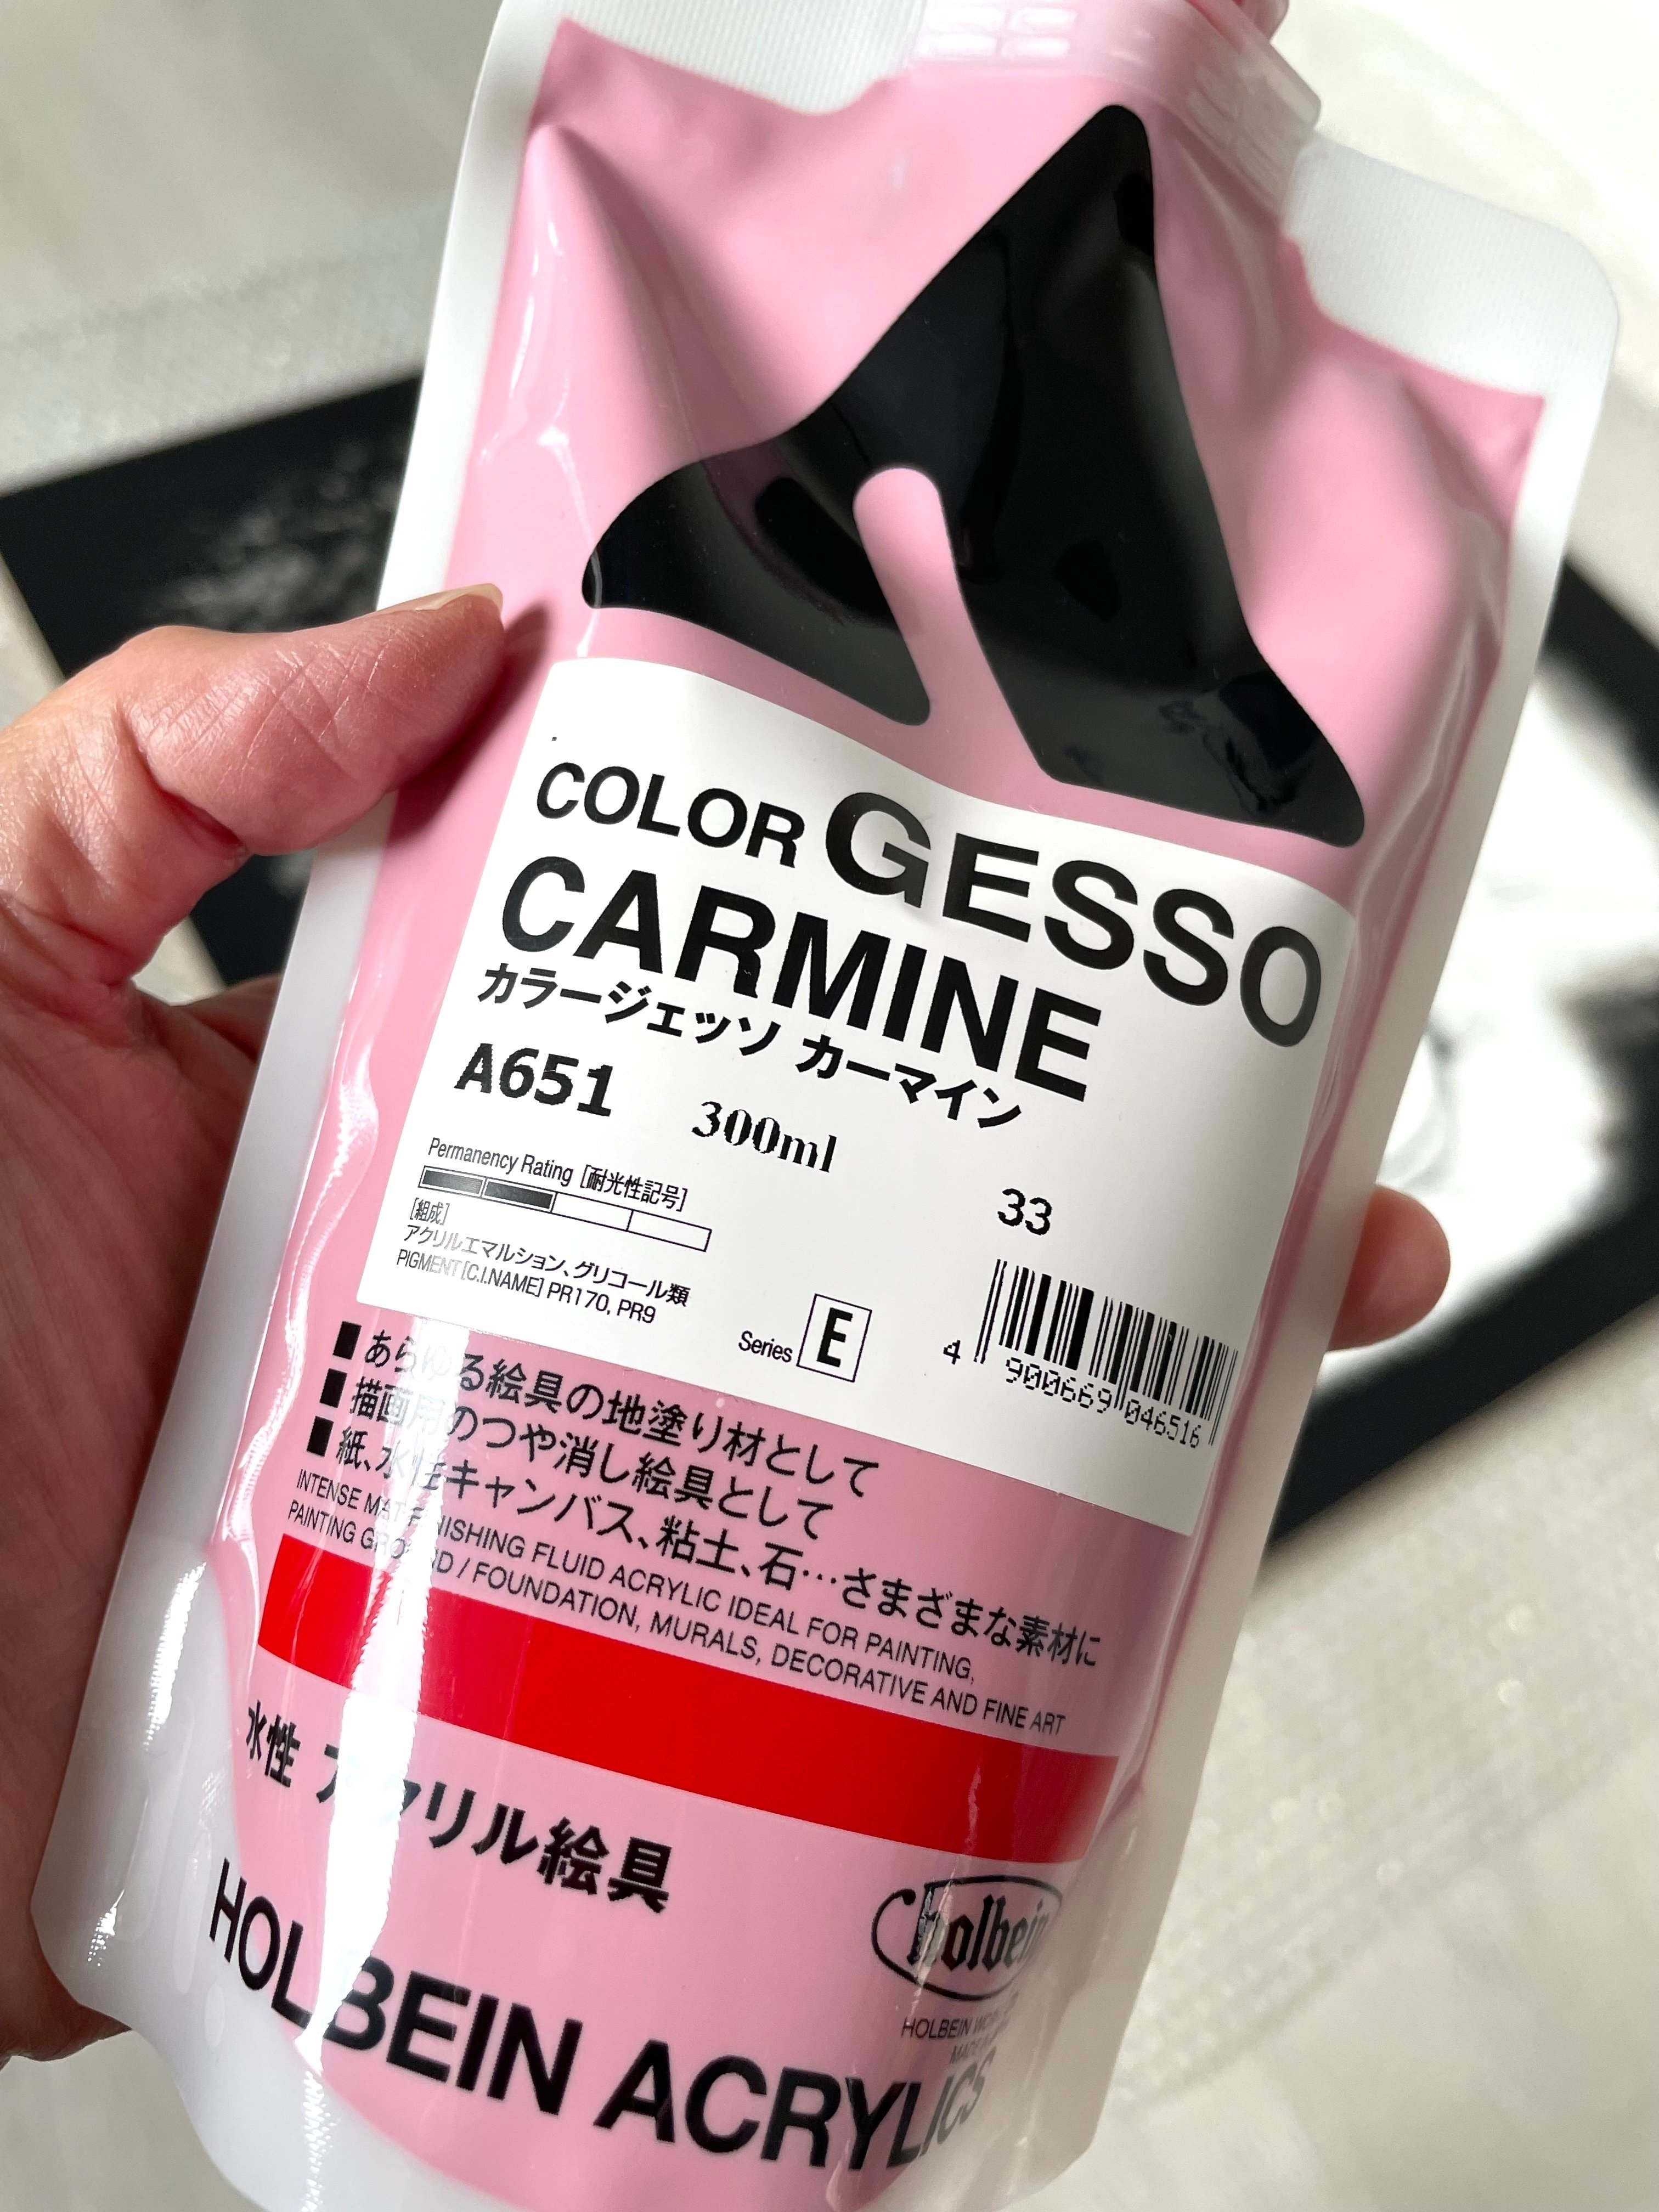 COLOR GESSO
CARMINE
カラージェッソ カーマイン
A651
300ml
Permanency Rating [耐光性記号]
[組成]
アクリルエマルション、グリコール類
PIGMENT[C.I.NAME] PR170, PR9
Series E
33
4 900669 046516
■あらゆる絵具の地塗り材として
■描画用のつや消し絵具として
■紙、水性キャンバス、粘土、石…さまざまな素材に
INTENSE MAT FINISHING FLUID ACRYLIC IDEAL FOR PAINTING,
PAINTING GROUND / FOUNDATION, MURALS, DECORATIVE AND FINE ART
水性 アクリル絵具
holbein
HOLBEIN
HOLBEIN ACRYLICS